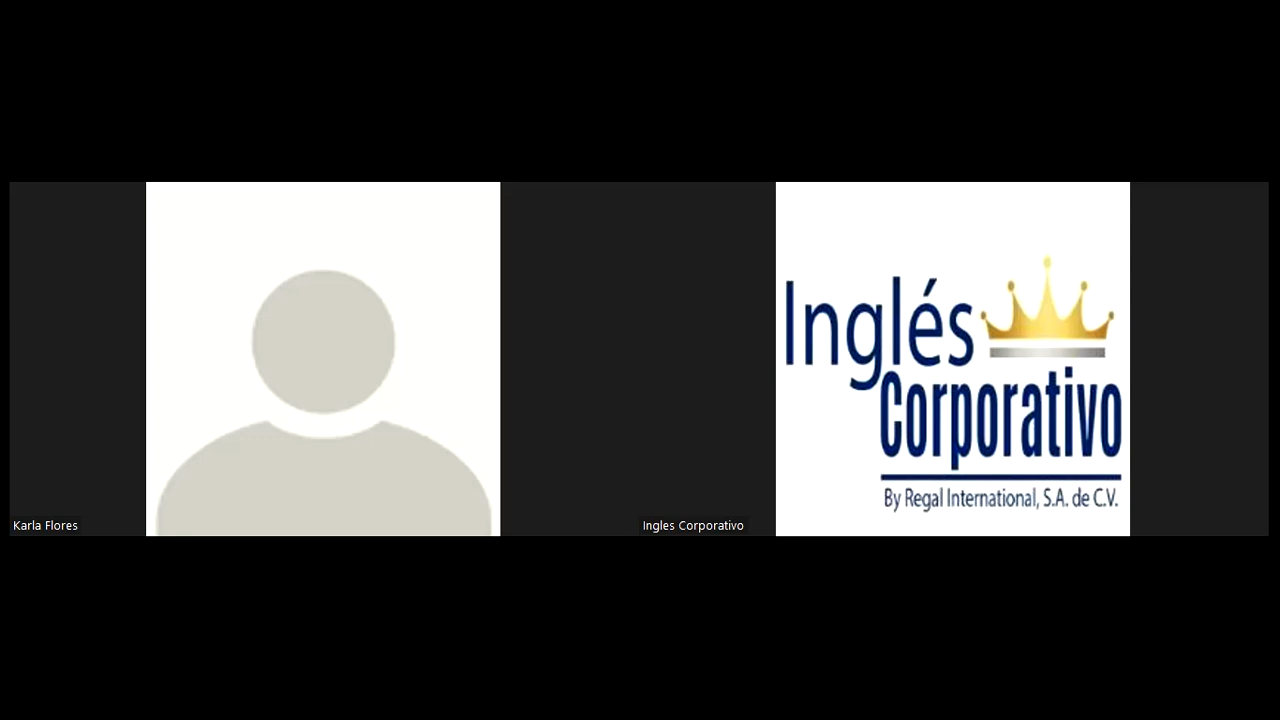 Inglés
Corporativo
By Regal International, S.A. de C.V.
Karla Flores
Ingles Corporativo